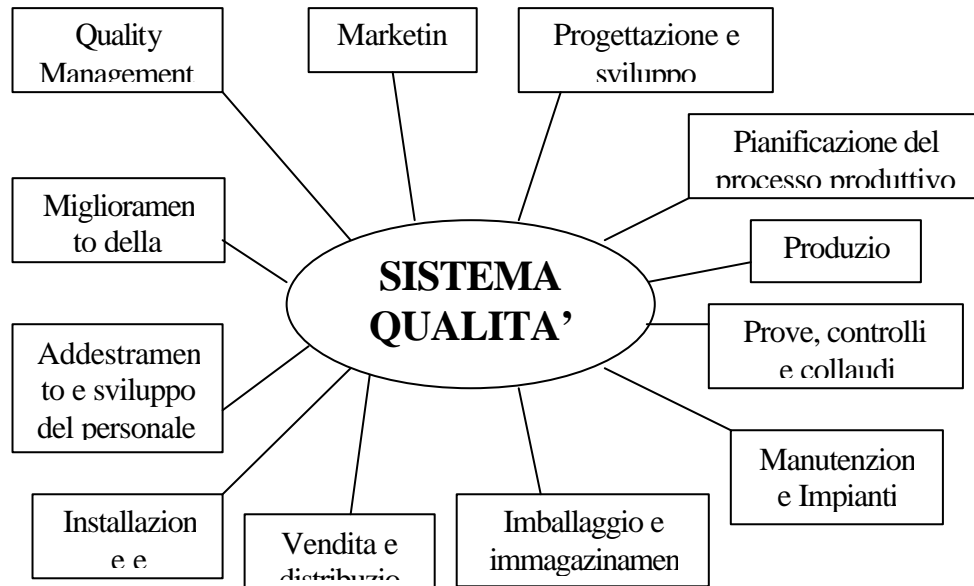 Quality
Management
Marketin
Progettazione e
sviluppo
Pianificazione del
processo produttivo
Miglioramen
to della
SISTEMA
QUALITA’
Produzio
Prove, controlli
e collaudi
Addestramen
to e sviluppo
del personale
Manutenzion
e Impianti
Installazion
e e
Vendita e
distribuzio
Imballaggio e
immagazinamen